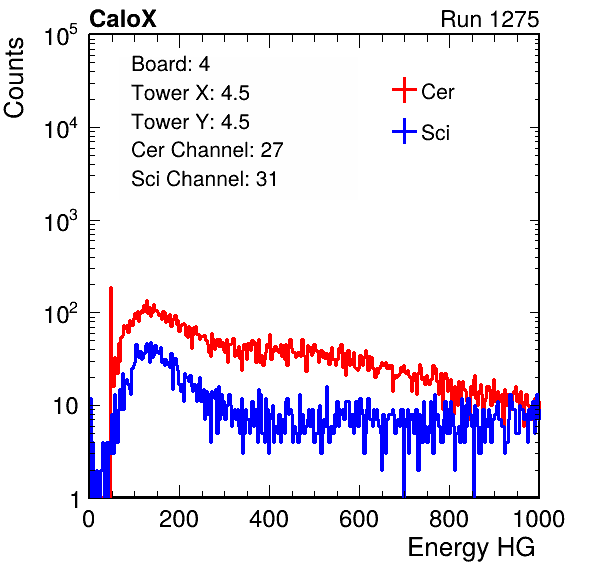 CaloX Run 1275
Counts
10^5
10^4
10^3
10^2
10
1
Board: 4
Tower X: 4.5
Tower Y: 4.5
Cer Channel: 27
Sci Channel: 31
Cer
Sci
0 200 400 600 800 1000
Energy HG